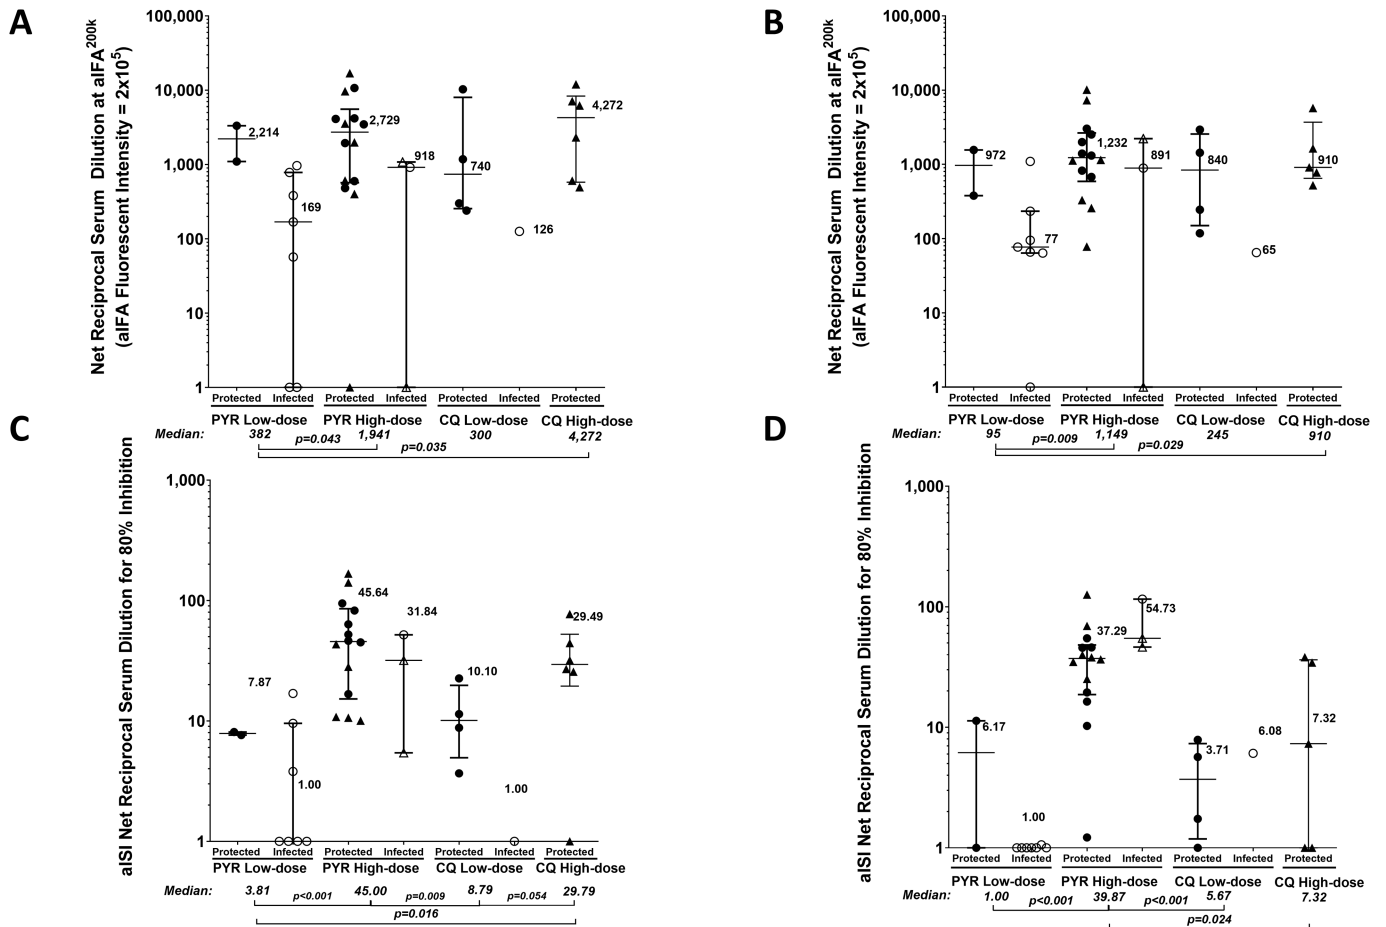 A
Net Reciprocal Serum Dilution at aIFA200k
(aIFA Fluorescent Intensity = 2x105)
100,000
10,000
1,000
100
10
1
2,214
169
2,729
918
740
126
4,272
Protected Infected Protected Infected Protected Infected Protected
PYR Low-dose PYR High-dose CQ Low-dose CQ High-dose
Median: 382 1,941 300 4,272
p=0.043
p=0.035
B
Net Reciprocal Serum Dilution at aIFA200k
(aIFA Fluorescent Intensity = 2x105)
100,000
10,000
1,000
100
10
1
972
77
1,232
891
840
65
910
Protected Infected Protected Infected Protected Infected Protected
PYR Low-dose PYR High-dose CQ Low-dose CQ High-dose
Median: 95 1,149 245 910
p=0.009
p=0.029
C
aISI Net Reciprocal Serum Dilution for 80% Inhibition
1,000
100
10
1
7.87
1.00
45.64
31.84
10.10
1.00
29.49
Protected Infected Protected Infected Protected Infected Protected
PYR Low-dose PYR High-dose CQ Low-dose CQ High-dose
Median: 3.81 45.00 8.79 29.79
p<0.001 p=0.009 p=0.054
p=0.016
D
aISI Net Reciprocal Serum Dilution for 80% Inhibition
1,000
100
10
1
6.17
1.00
37.29
54.73
3.71
6.08
7.32
Protected Infected Protected Infected Protected Infected Protected
PYR Low-dose PYR High-dose CQ Low-dose CQ High-dose
Median: 1.00 39.87 5.67 7.32
p<0.001 p<0.001
p=0.024